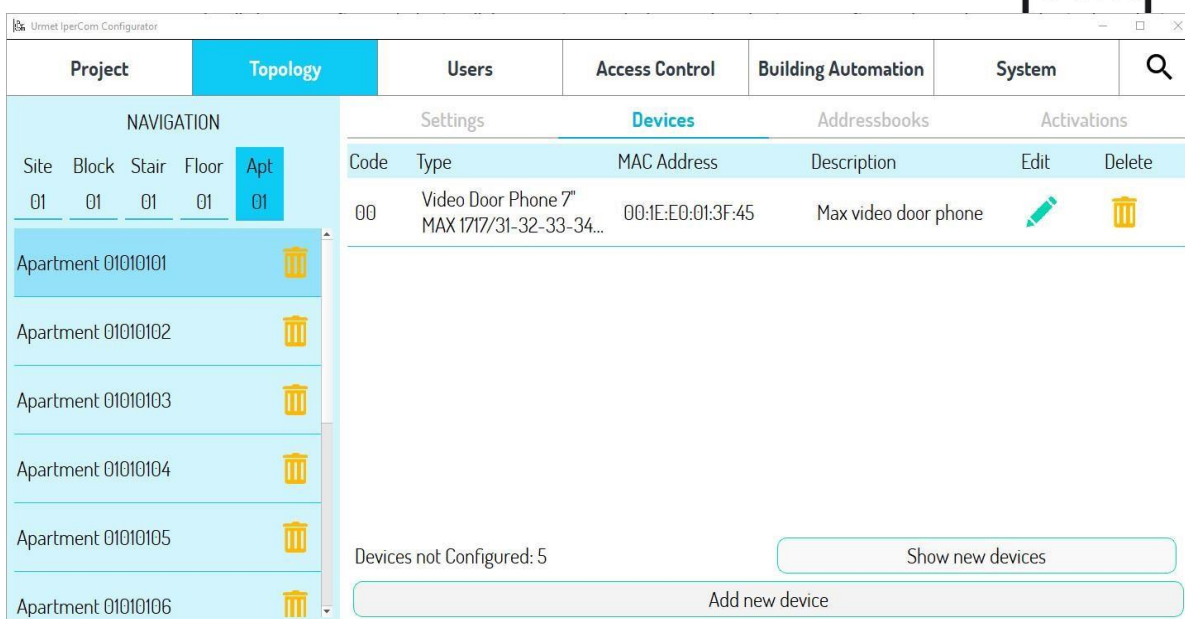 Urmet IperCom Configurator
Project Topology Users Access Control Building Automation System
NAVIGATION
Settings Devices Addressbooks Activations
Site Block Stair Floor Apt
01 01 01 01 01
Code Type MAC Address Description Edit Delete
00 Video Door Phone 7" MAX 1717/31-32-33-34... 00:1E:E0:01:3F:45 Max video door phone
Apartment 01010101
Apartment 01010102
Apartment 01010103
Apartment 01010104
Apartment 01010105
Apartment 01010106
Devices not Configured: 5
Show new devices
Add new device